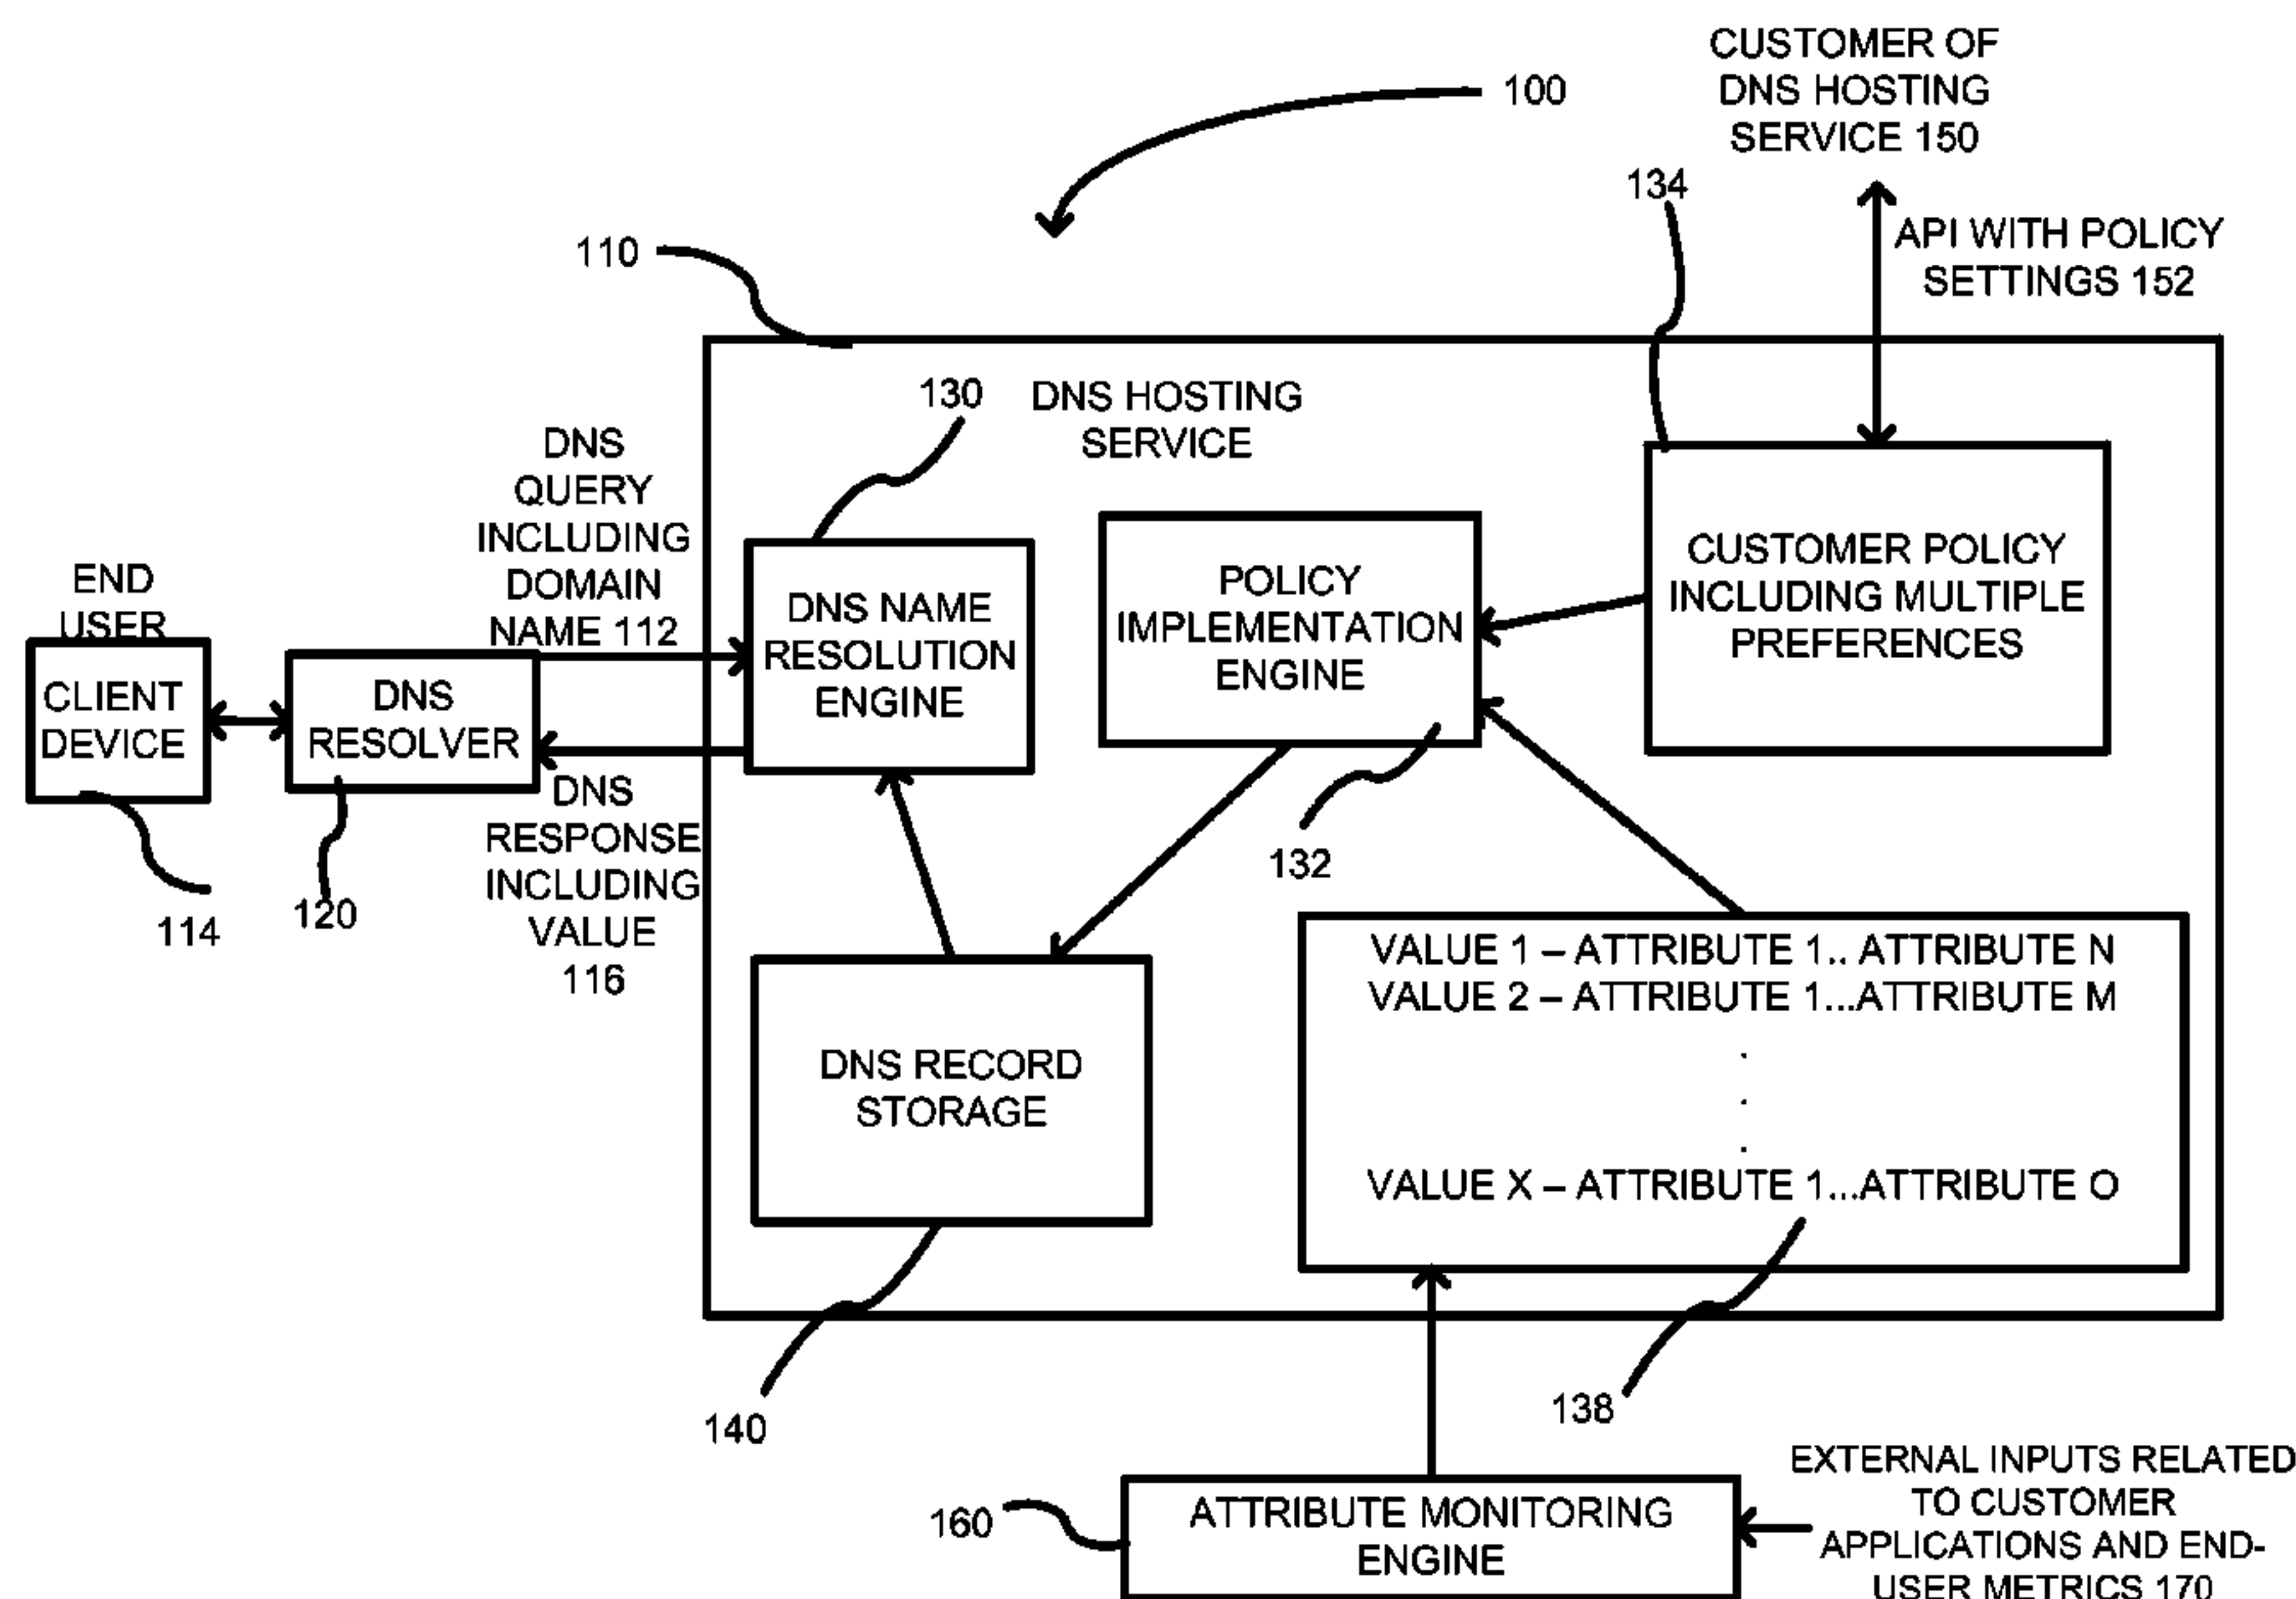 CUSTOMER OF
DNS HOSTING
SERVICE 150
100
134
API WITH POLICY
SETTINGS 152
110
130
DNS HOSTING
SERVICE
DNS
QUERY
INCLUDING
DOMAIN
NAME 112
END
USER
CLIENT
DEVICE
DNS
RESOLVER
DNS NAME
RESOLUTION
ENGINE
POLICY
IMPLEMENTATION
ENGINE
CUSTOMER POLICY
INCLUDING MULTIPLE
PREFERENCES
DNS
RESPONSE
INCLUDING
VALUE
116
114
120
132
VALUE 1 – ATTRIBUTE 1.. ATTRIBUTE N
VALUE 2 – ATTRIBUTE 1...ATTRIBUTE M
.
.
.
VALUE X – ATTRIBUTE 1...ATTRIBUTE O
DNS RECORD
STORAGE
140
138
160
ATTRIBUTE MONITORING
ENGINE
EXTERNAL INPUTS RELATED
TO CUSTOMER
APPLICATIONS AND END-
USER METRICS 170